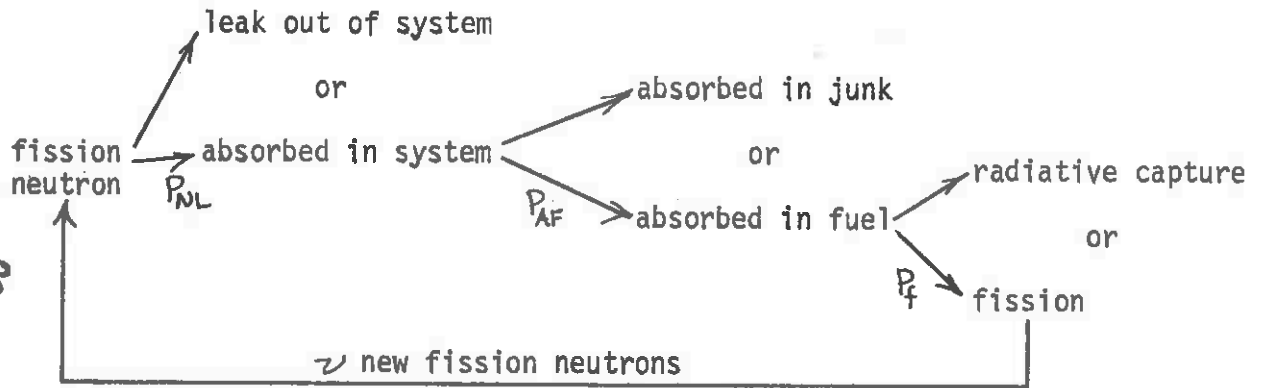 leak out of system
or
absorbed in junk
fission
neutron
P_NL
absorbed in system
or
P_AF
absorbed in fuel
radiative capture
or
P_f
fission
ν new fission neutrons